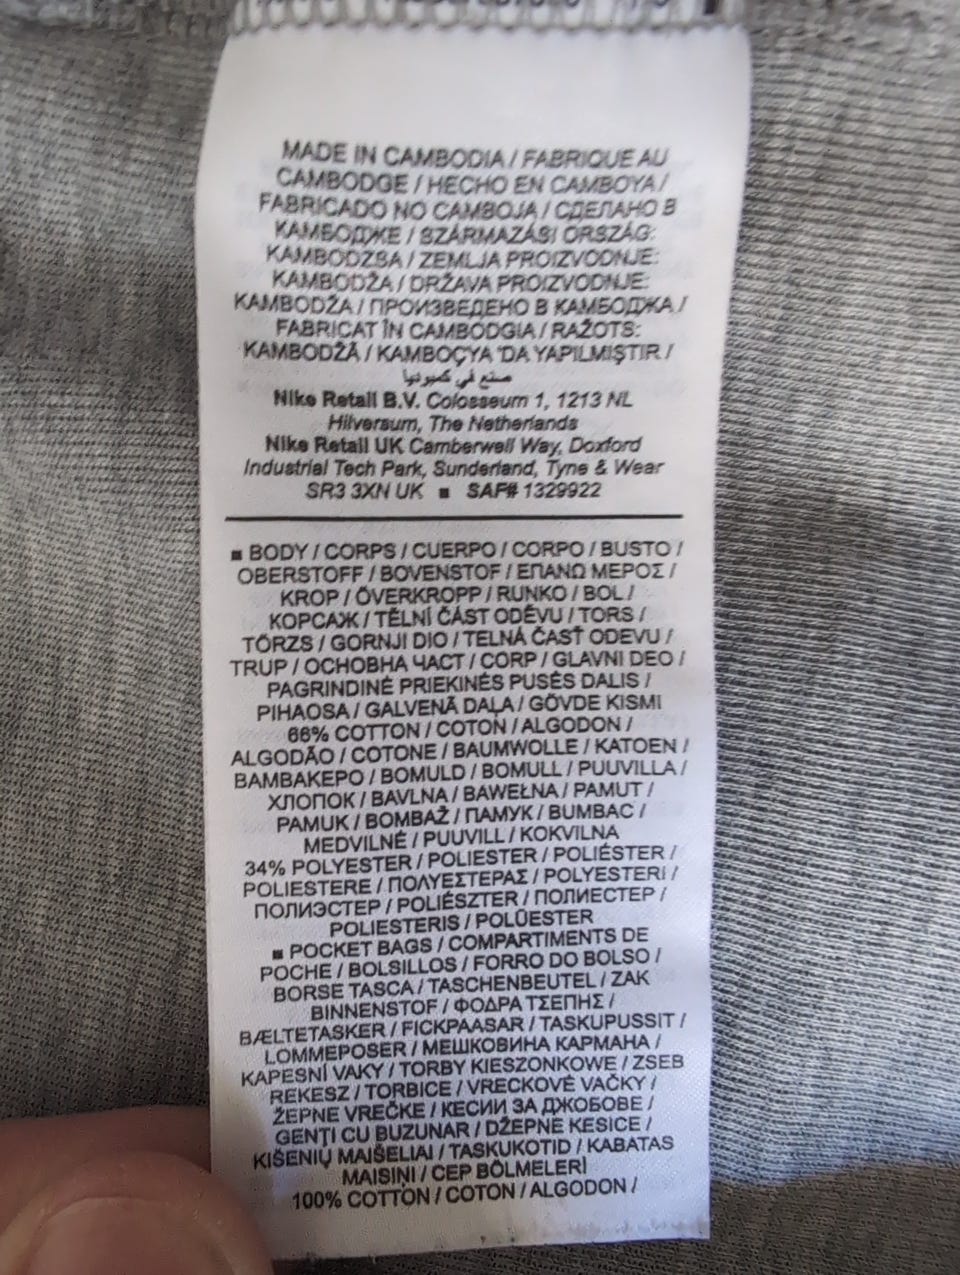 MADE IN CAMBODIA / FABRIQUE AU
CAMBODGE / HECHO EN CAMBOYA /
FABRICADO NO CAMBOJA / СДЕЛАНО В
КАМБОДЖЕ / SZÁRMAZÁSI ORSZÁG:
KAMBODZSA / ZEMLJA PROIZVODNJE:
KAMBODŽA / DRŽAVA PROIZVODNJE:
KAMBODŽA / ПРОИЗВЕДЕНО В КАМБОДЖА /
FABRICAT ÎN CAMBODGIA / RAŽOTS:
KAMBODŽĀ / KAMBOÇYA 'DA YAPILMIŞTIR /
صنع في كمبوديا
Nike Retail B.V. Colosseum 1, 1213 NL
Hilversum, The Netherlands
Nike Retail UK Camberwell Way, Doxford
Industrial Tech Park, Sunderland, Tyne & Wear
SR3 3XN UK ■ SAF# 1329922
■ BODY / CORPS / CUERPO / CORPO / BUSTO /
OBERSTOFF / BOVENSTOF / ΕΠΑΝΩ ΜΕΡΟΣ /
KROP / ÖVERKROPP / RUNKO / BOL /
КОРСАЖ / TĚLNÍ ČÁST ODĚVU / TORS /
TÖRZS / GORNJI DIO / TELNÁ ČASŤ ODEVU /
TRUP / ОСНОВНА ЧАСТ / CORP / GLAVNI DEO /
PAGRINDINĖ PRIEKINĖS PUSĖS DALIS /
PIHAOSA / GALVENĀ DAĻA / GÖVDE KISMI
66% COTTON / COTON / ALGODON /
ALGODÃO / COTONE / BAUMWOLLE / KATOEN /
ΒΑΜΒΑΚΕΡΟ / BOMULD / BOMULL / PUUVILLA /
ХЛОПОК / BAVLNA / BAWEŁNA / PAMUT /
PAMUK / BOMBAŽ / ПАМУК / BUMBAC /
MEDVILNĖ / PUUVILL / KOKVILNA
34% POLYESTER / POLIESTER / POLIÉSTER /
POLIESTERE / ΠΟΛΥΕΣΤΕΡΑΣ / POLYESTERI /
ПОЛИЭСТЕР / POLIÉSZTER / ПОЛИЕСТЕР /
POLIESTERIS / POLÜESTER
■ POCKET BAGS / COMPARTIMENTS DE
POCHE / BOLSILLOS / FORRO DO BOLSO /
BORSE TASCA / TASCHENBEUTEL / ZAK
BINNENSTOF / ΦΟΔΡΑ ΤΣΕΠΗΣ /
BÆLTETASKER / FICKPAASAR / TASKUPUSSIT /
LOMMEPOSER / МЕШКОВИНА КАРМАНА /
KAPESNÍ VAKY / TORBY KIESZONKOWE / ZSEB
REKESZ / TORBICE / VRECKOVÉ VAČKY /
ŽEPNE VREČKE / КЕСИИ ЗА ДЖОБОВЕ /
GENȚI CU BUZUNAR / DŽEPNE KESICE /
KIŠENIŲ MAIŠELIAI / TASKUKOTID / KABATAS
MAISIŅI / CEP BÖLMELERİ
100% COTTON / COTON / ALGODON /